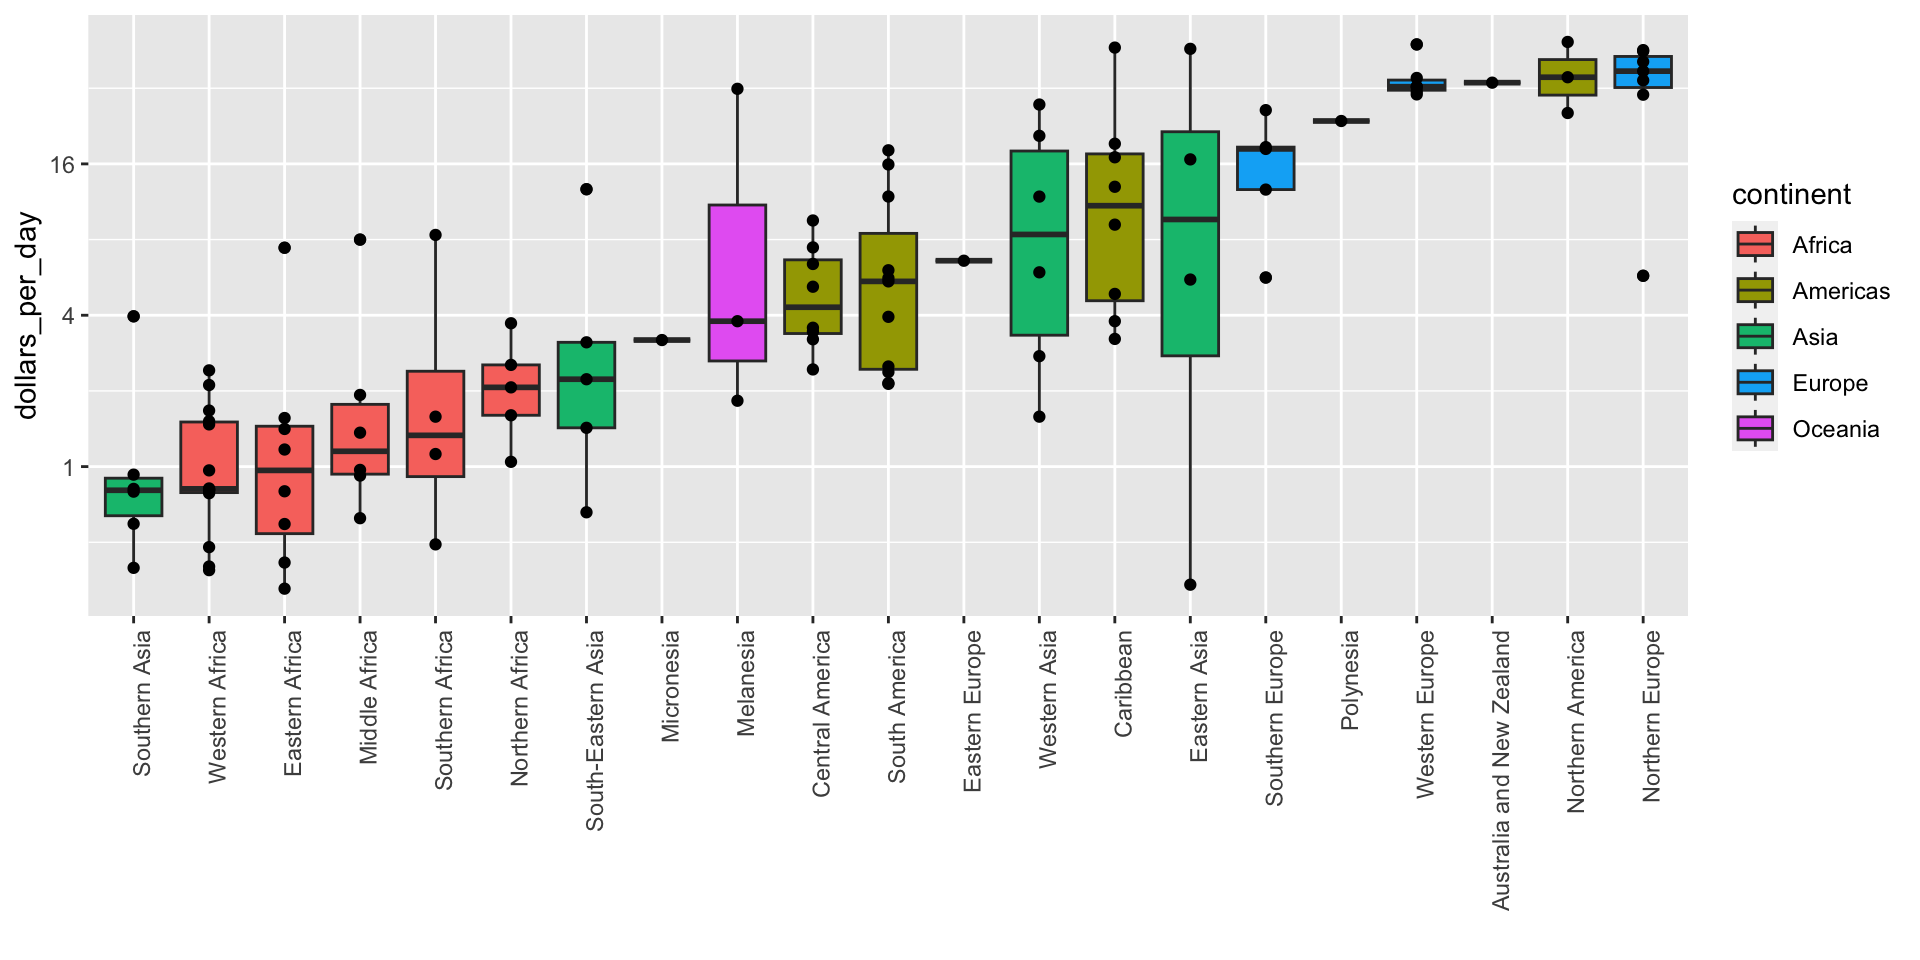 dollars_per_day
16
4
1
Southern Asia
Western Africa
Eastern Africa
Middle Africa
Southern Africa
Northern Africa
South-Eastern Asia
Micronesia
Melanesia
Central America
South America
Eastern Europe
Western Asia
Caribbean
Eastern Asia
Southern Europe
Polynesia
Western Europe
Australia and New Zealand
Northern America
Northern Europe
continent
Africa
Americas
Asia
Europe
Oceania